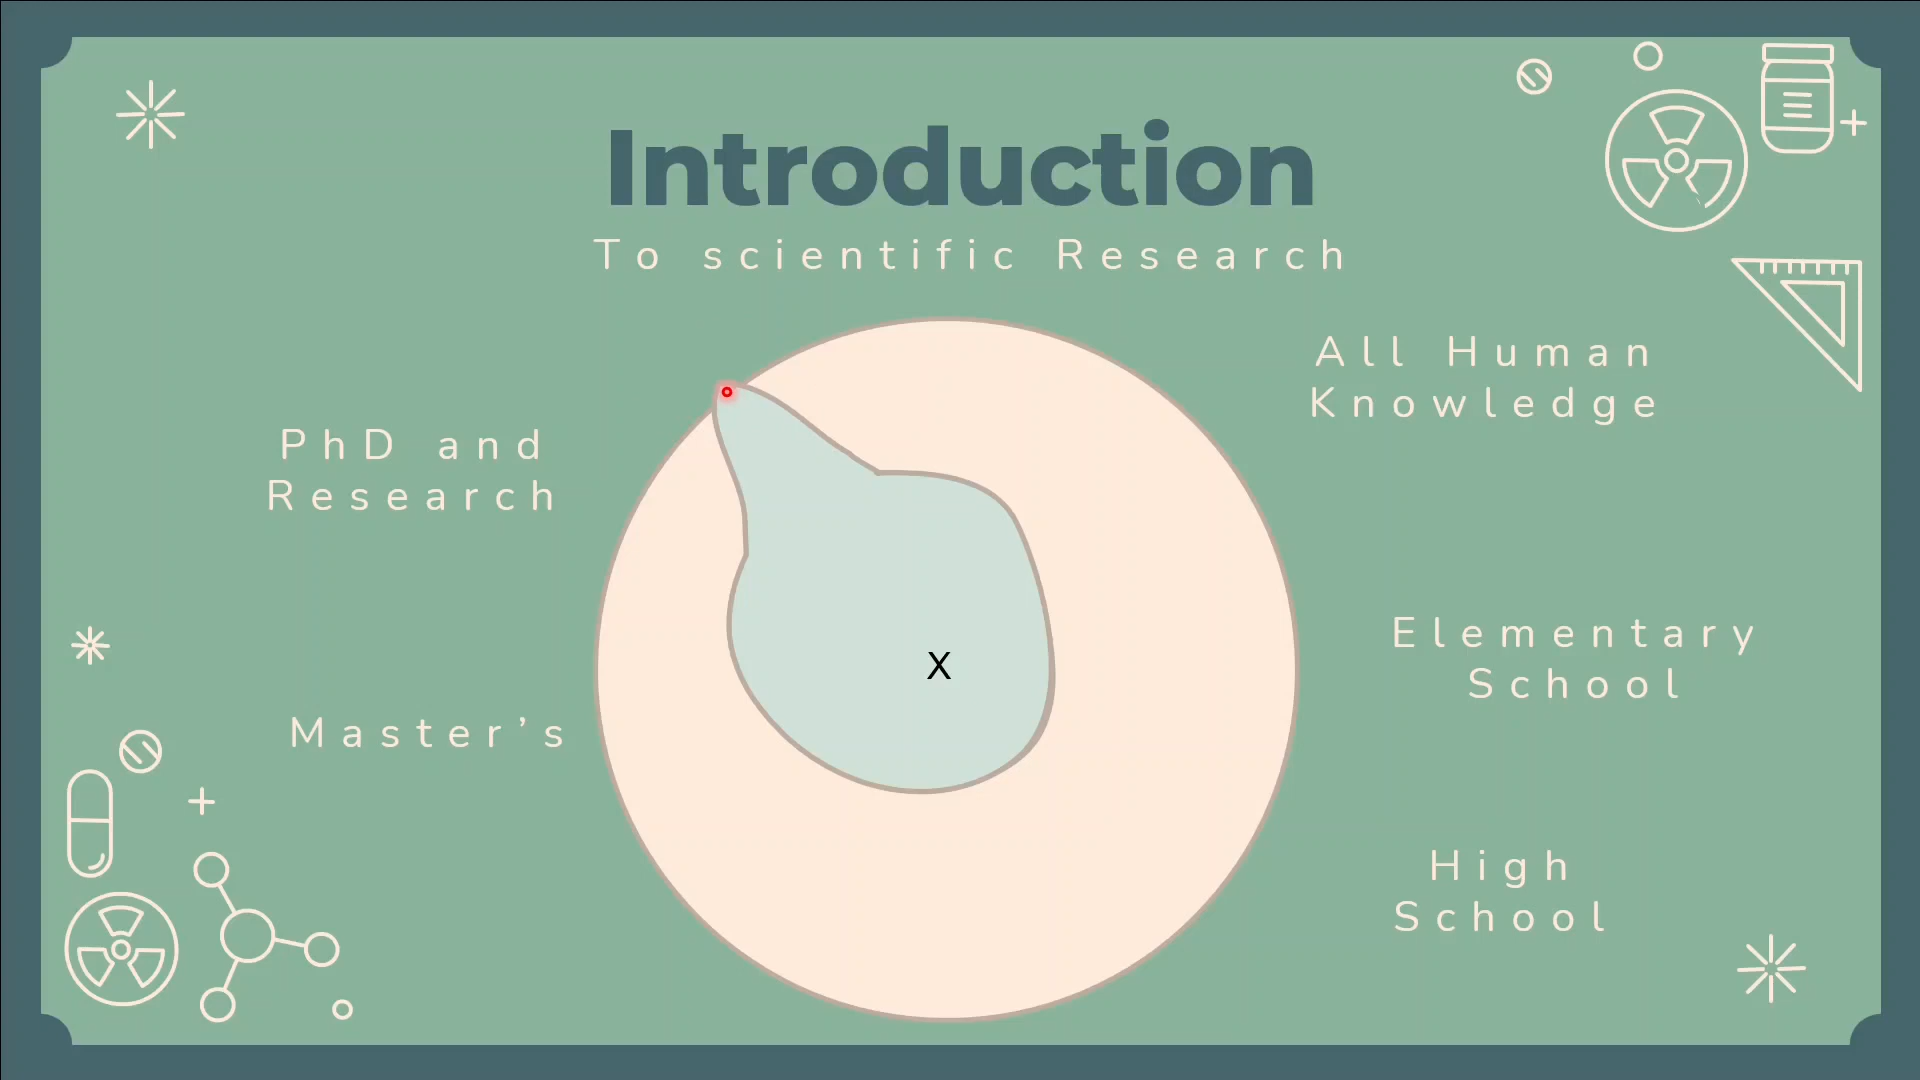 Introduction
To scientific Research
All Human
Knowledge
PhD and
Research
Elementary
School
Master’s
High
School
X